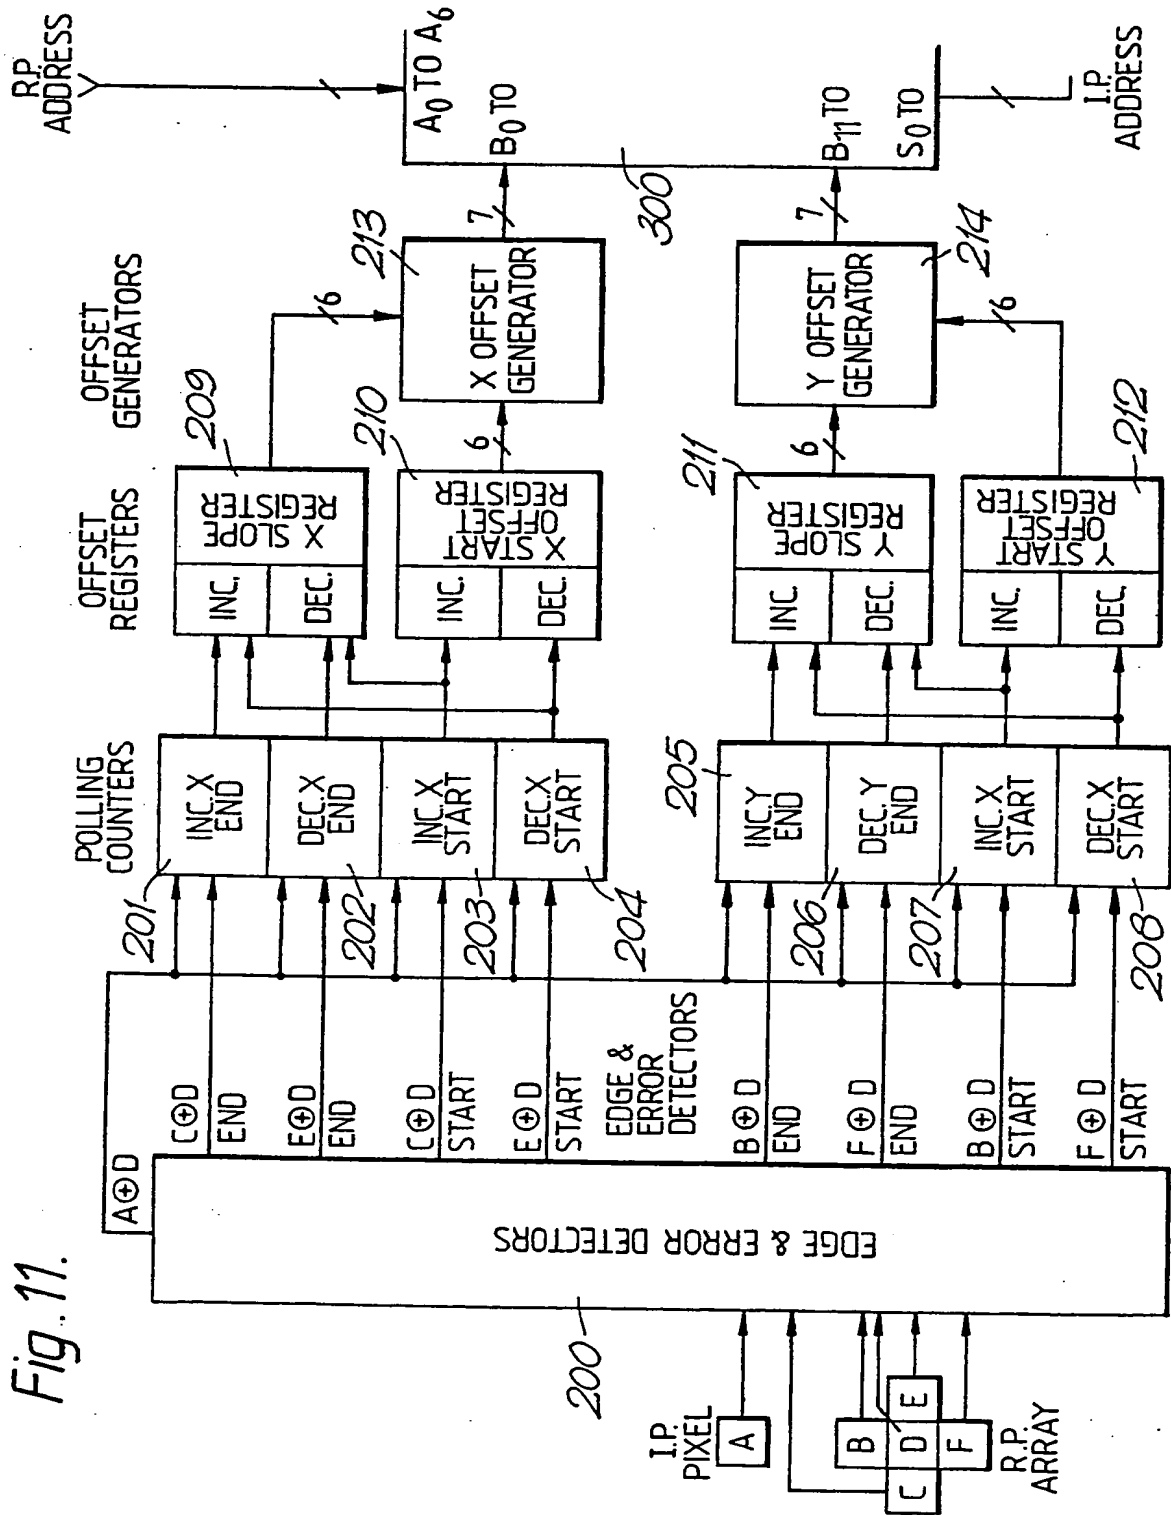 Fig. 11.
I.P.
PIXEL
A
B
C D E
F
R.P.
ARRAY
200
EDGE & ERROR DETECTORS
A⊕D
C⊕D
END
E⊕D
END
C⊕D
START
E⊕D
START
EDGE &
ERROR
DETECTORS
B⊕D
END
F⊕D
END
B⊕D
START
F⊕D
START
POLLING
COUNTERS
201
INC.X
END
202
DEC.X
END
203
INC.X
START
204
DEC.X
START
205
INC.Y
END
206
DEC.Y
END
207
INC.X
START
208
DEC.X
START
OFFSET
REGISTERS
209
INC.
DEC.
X SLOPE
REGISTER
210
INC.
DEC.
X START
OFFSET
REGISTER
211
INC.
DEC.
Y SLOPE
REGISTER
212
INC.
DEC.
Y START
OFFSET
REGISTER
OFFSET
GENERATORS
6
6
213
X OFFSET
GENERATOR
7
6
6
214
Y OFFSET
GENERATOR
7
R.P.
ADDRESS
A0 TO A6
B0 TO
300
B11 TO
S0 TO
I.P.
ADDRESS